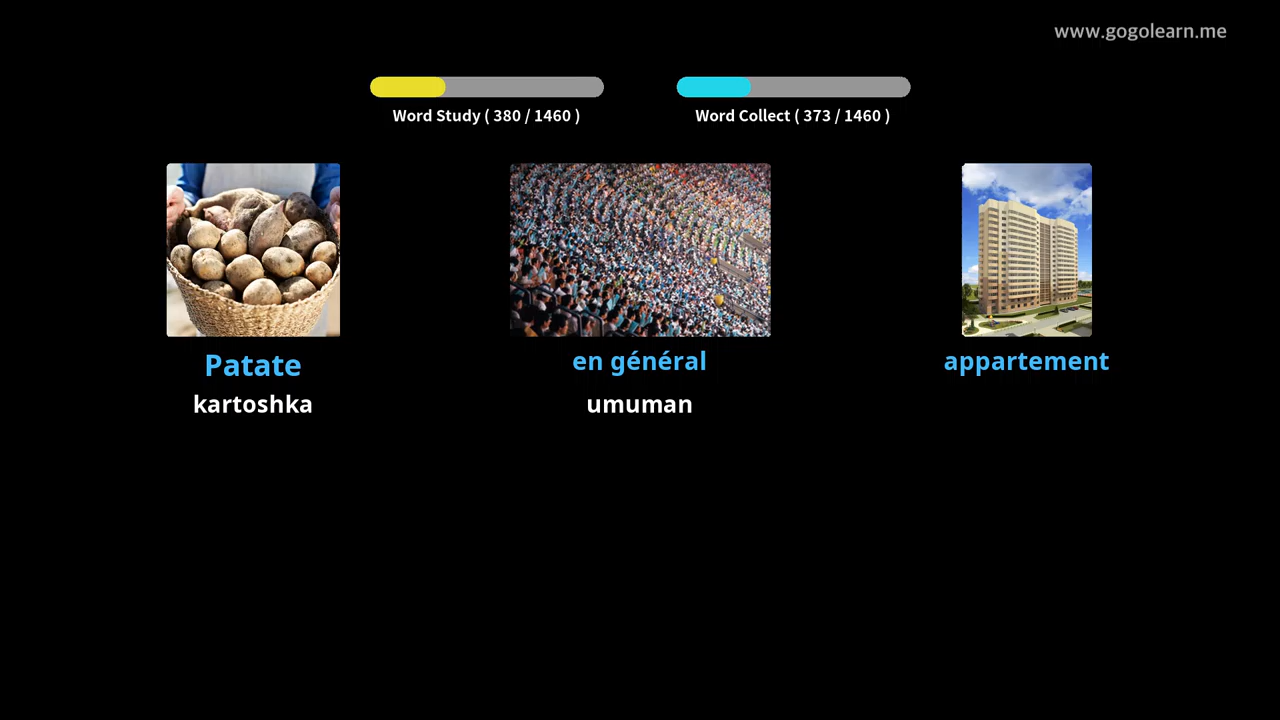 www.gogolearn.me
Word Study ( 380 / 1460 )
Word Collect ( 373 / 1460 )
Patate
en général
appartement
kartoshka
umuman